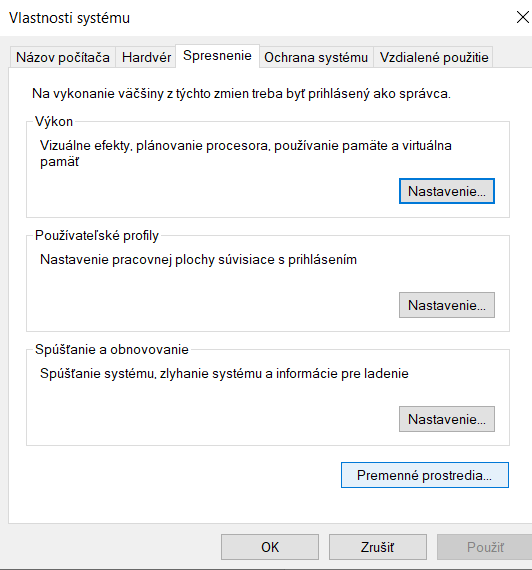 Vlastnosti systému
Názov počítača
Hardvér
Spresnenie
Ochrana systému
Vzdialené použitie
Na vykonanie väčšiny z týchto zmien treba byť prihlásený ako správca.
Výkon
Vizuálne efekty, plánovanie procesora, používanie pamäte a virtuálna
pamäť
Nastavenie...
Používateľské profily
Nastavenie pracovnej plochy súvisiace s prihlásením
Nastavenie...
Spúšťanie a obnovovanie
Spúšťanie systému, zlyhanie systému a informácie pre ladenie
Nastavenie...
Premenné prostredia...
OK
Zrušiť
Použiť